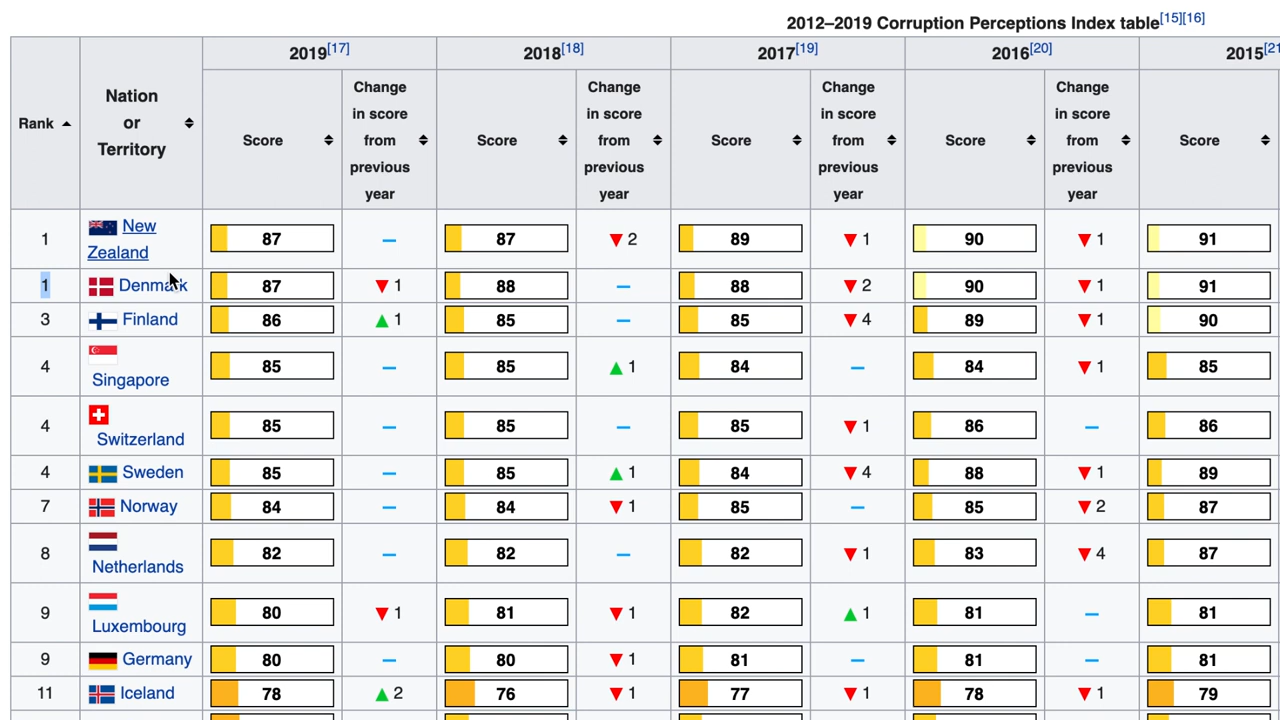 2012–2019 Corruption Perceptions Index table[15][16]
Rank Nation or Territory 2019[17] 2018[18] 2017[19] 2016[20] 2015[21
Score Change in score from previous year Score Change in score from previous year Score Change in score from previous year Score Change in score from previous year Score
1 New Zealand 87 – 87 ▼ 2 89 ▼ 1 90 ▼ 1 91
1 Denmark 87 ▼ 1 88 – 88 ▼ 2 90 ▼ 1 91
3 Finland 86 ▲ 1 85 – 85 ▼ 4 89 ▼ 1 90
4 Singapore 85 – 85 ▲ 1 84 – 84 ▼ 1 85
4 Switzerland 85 – 85 – 85 ▼ 1 86 – 86
4 Sweden 85 – 85 ▲ 1 84 ▼ 4 88 ▼ 1 89
7 Norway 84 – 84 ▼ 1 85 – 85 ▼ 2 87
8 Netherlands 82 – 82 – 82 ▼ 1 83 ▼ 4 87
9 Luxembourg 80 ▼ 1 81 ▼ 1 82 ▲ 1 81 – 81
9 Germany 80 – 80 ▼ 1 81 – 81 – 81
11 Iceland 78 ▲ 2 76 ▼ 1 77 ▼ 1 78 ▼ 1 79